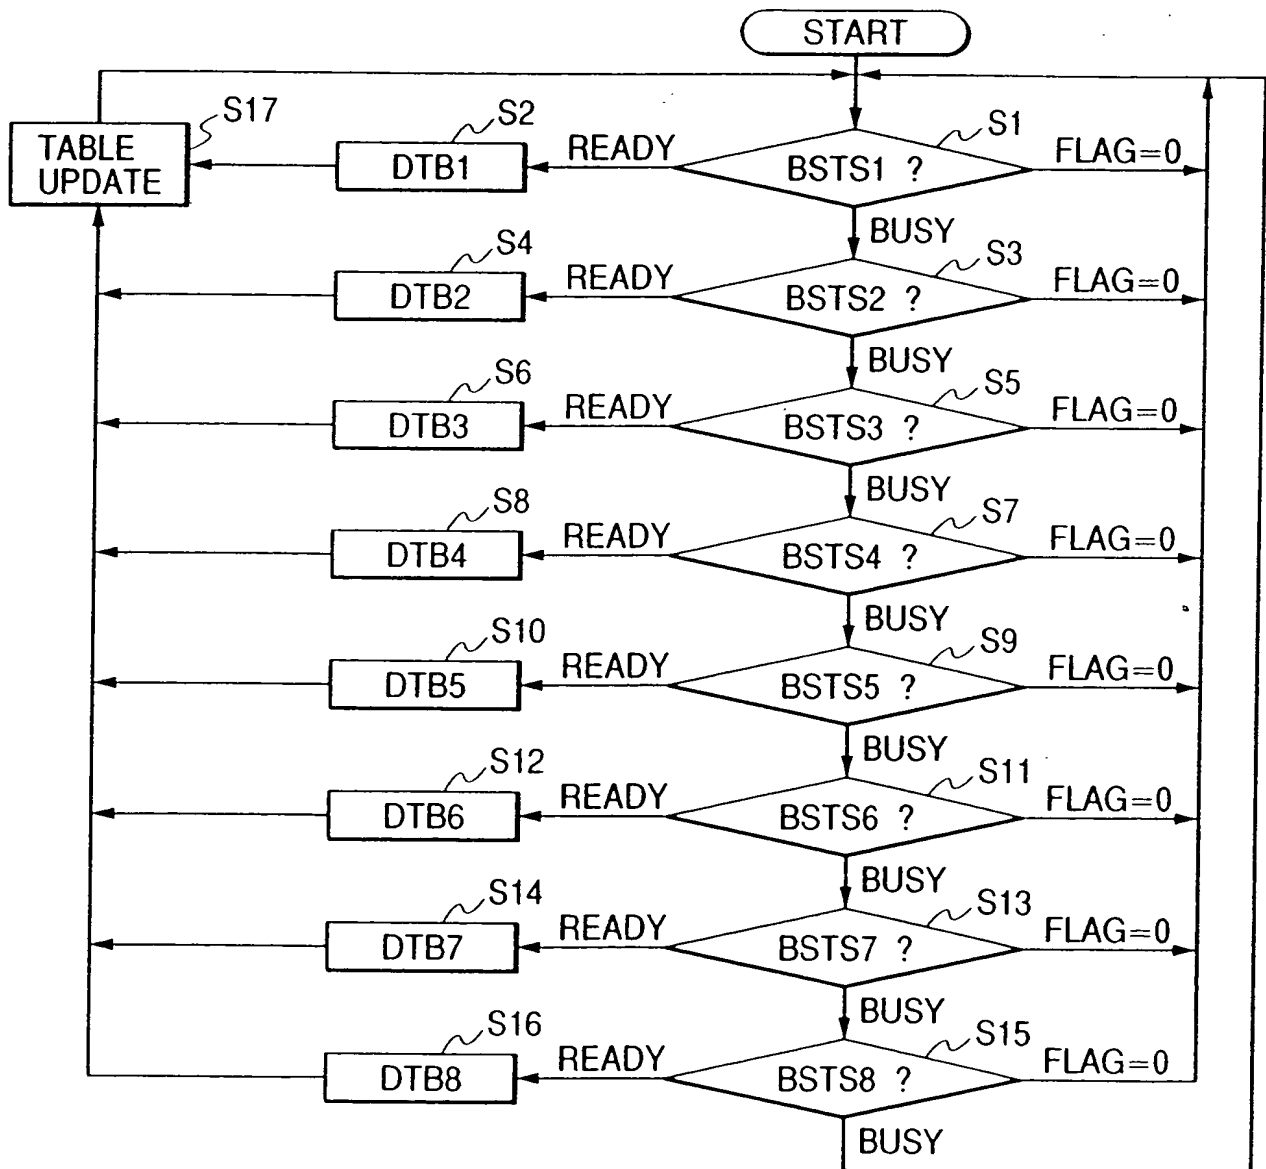 START
S17
S2
S1
TABLE
UPDATE
DTB1
READY
BSTS1 ?
FLAG=0
BUSY
S4
S3
DTB2
READY
BSTS2 ?
FLAG=0
BUSY
S6
S5
DTB3
READY
BSTS3 ?
FLAG=0
BUSY
S8
S7
DTB4
READY
BSTS4 ?
FLAG=0
BUSY
S10
S9
DTB5
READY
BSTS5 ?
FLAG=0
BUSY
S12
S11
DTB6
READY
BSTS6 ?
FLAG=0
BUSY
S14
S13
DTB7
READY
BSTS7 ?
FLAG=0
BUSY
S16
S15
DTB8
READY
BSTS8 ?
FLAG=0
BUSY